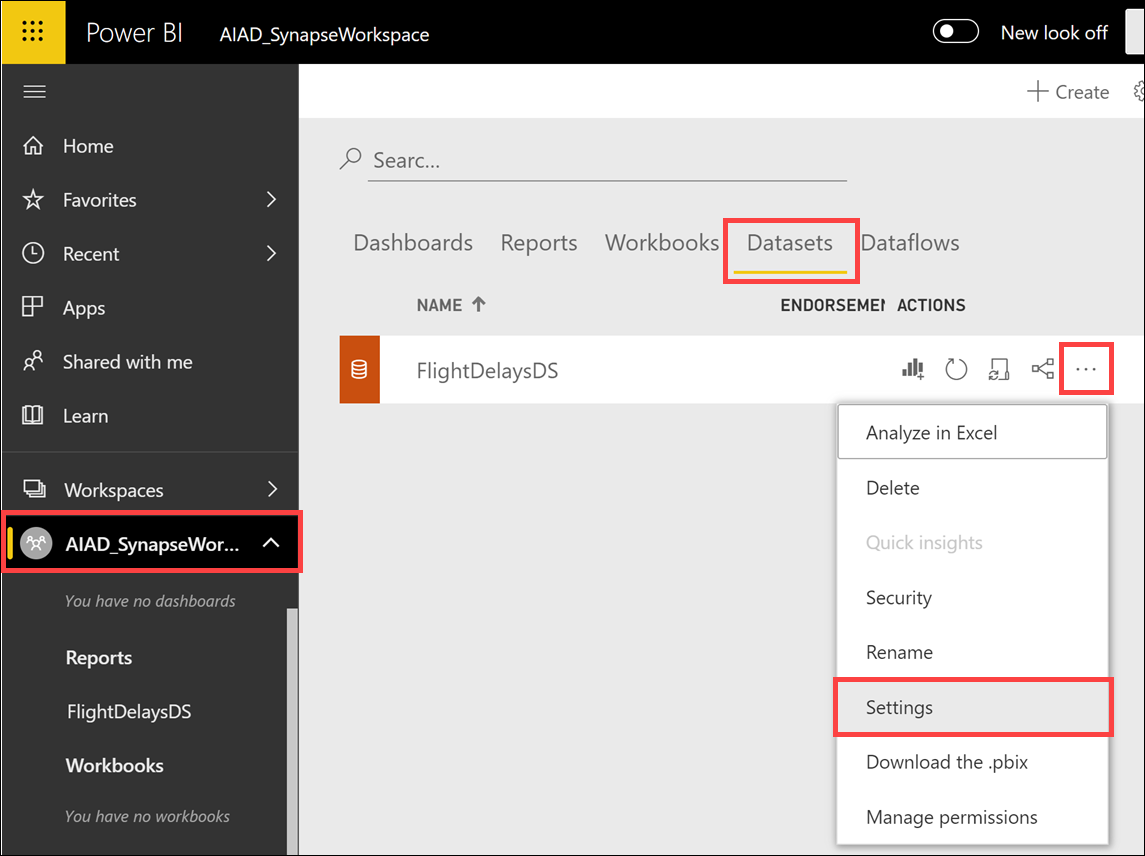 Power BI AIAD_SynapseWorkspace New look off
Create
Home
Favorites
Recent
Apps
Shared with me
Learn
Workspaces
AIAD_SynapseWor...
You have no dashboards
Reports
FlightDelaysDS
Workbooks
You have no workbooks
Searc...
Dashboards Reports Workbooks Datasets Dataflows
NAME ENDORSEMEN ACTIONS
FlightDelaysDS
Analyze in Excel
Delete
Quick insights
Security
Rename
Settings
Download the .pbix
Manage permissions